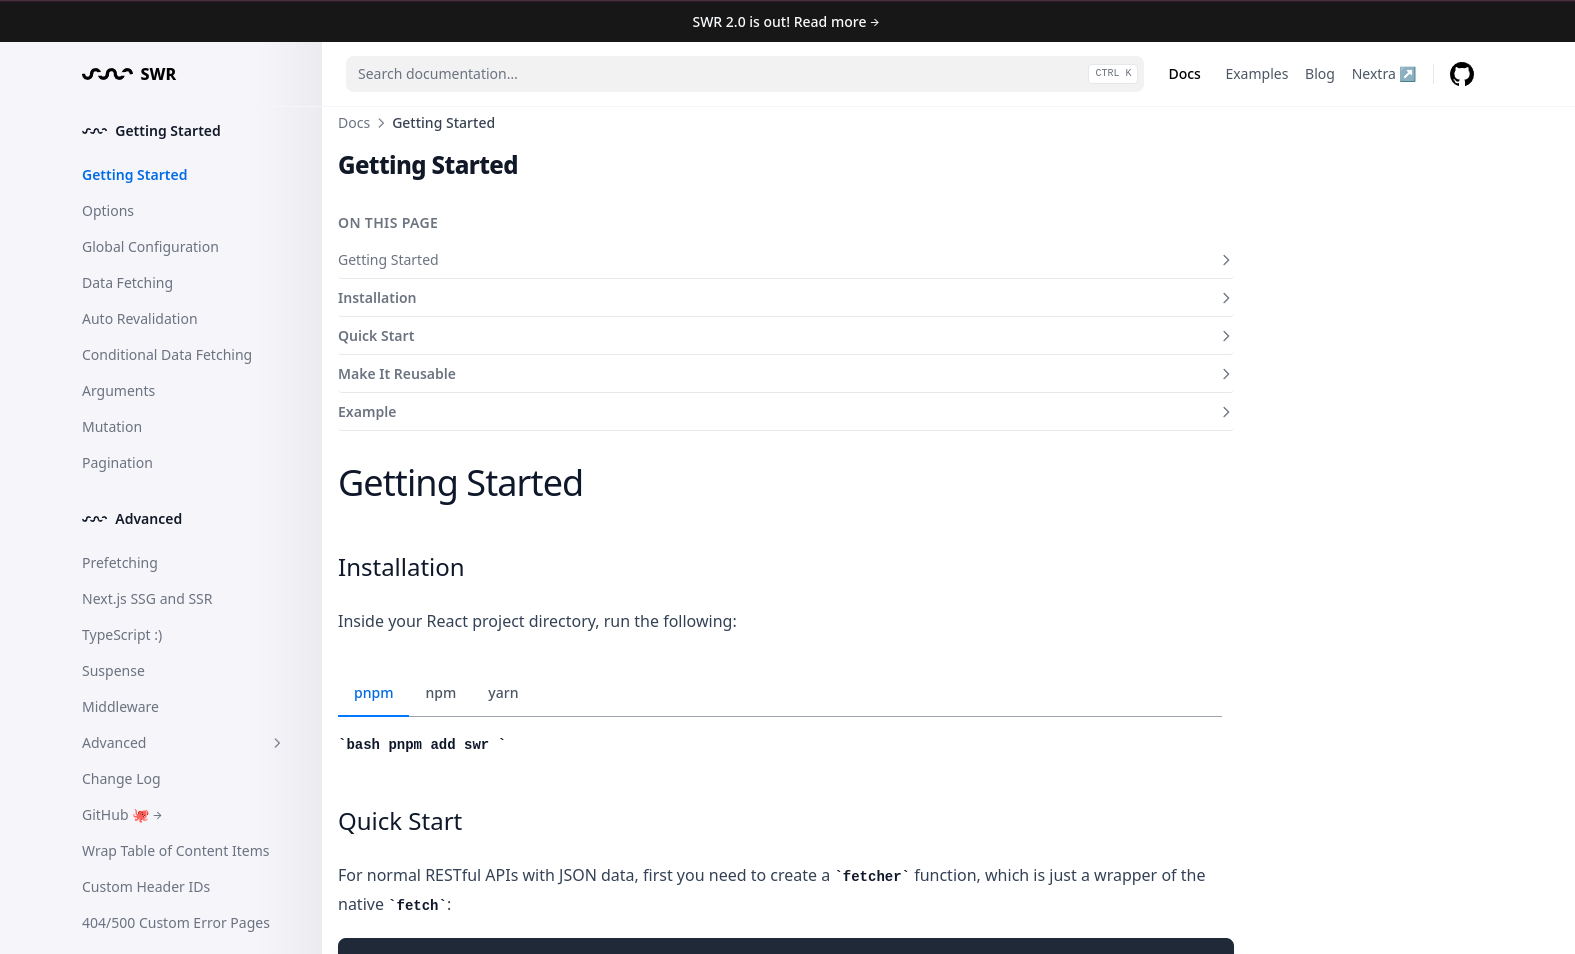 SWR 2.0 is out! Read more →
SWR
Search documentation...
CTRL K
Docs
Examples
Blog
Nextra ↗️
Getting Started
Getting Started
Options
Global Configuration
Data Fetching
Auto Revalidation
Conditional Data Fetching
Arguments
Mutation
Pagination
Advanced
Prefetching
Next.js SSG and SSR
TypeScript :)
Suspense
Middleware
Advanced
Change Log
GitHub 🐙 →
Wrap Table of Content Items
Custom Header IDs
404/500 Custom Error Pages
Docs > Getting Started
Getting Started
ON THIS PAGE
Getting Started
Installation
Quick Start
Make It Reusable
Example
Getting Started
Installation
Inside your React project directory, run the following:
pnpm npm yarn
`bash pnpm add swr `
Quick Start
For normal RESTful APIs with JSON data, first you need to create a `fetcher` function, which is just a wrapper of the
native `fetch`: